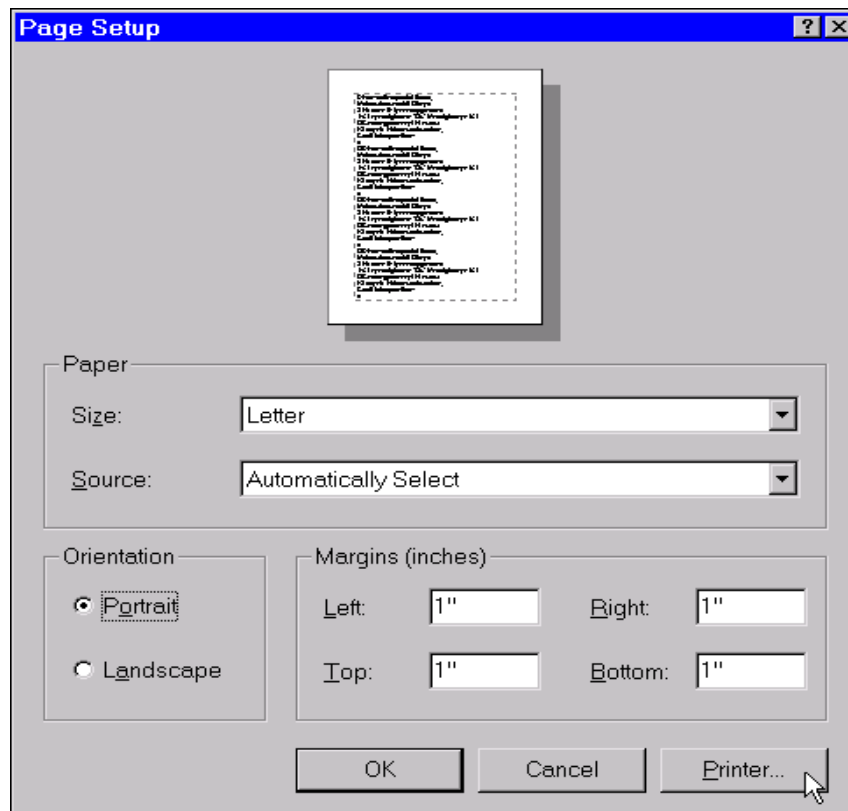 Page Setup
Paper
Size: Letter
Source: Automatically Select
Orientation
Portrait
Landscape
Margins (inches)
Left: 1" Right: 1"
Top: 1" Bottom: 1"
OK Cancel Printer...